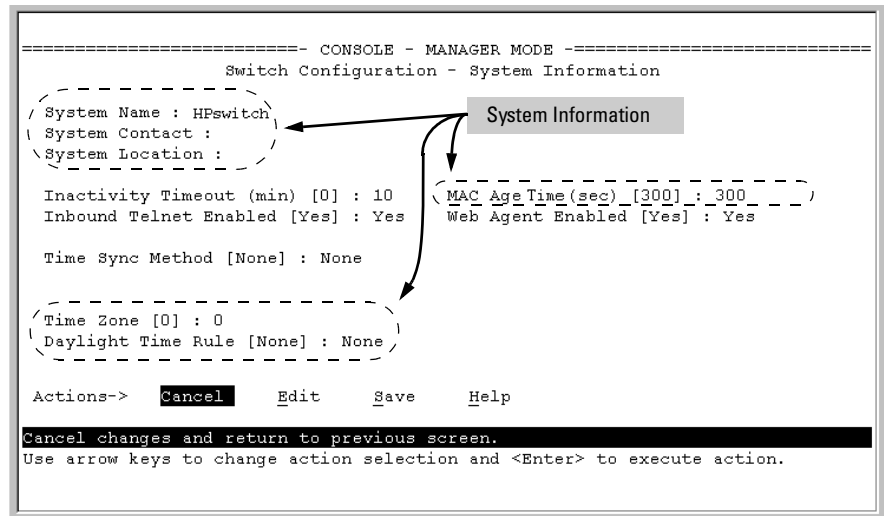 ==========================- CONSOLE - MANAGER MODE -============================
Switch Configuration - System Information
System Name : HPswitch
System Contact :
System Location :
System Information
Inactivity Timeout (min) [0] : 10 MAC Age Time (sec) [300] : 300
Inbound Telnet Enabled [Yes] : Yes Web Agent Enabled [Yes] : Yes
Time Sync Method [None] : None
Time Zone [0] : 0
Daylight Time Rule [None] : None
Actions-> Cancel Edit Save Help
Cancel changes and return to previous screen.
Use arrow keys to change action selection and <Enter> to execute action.